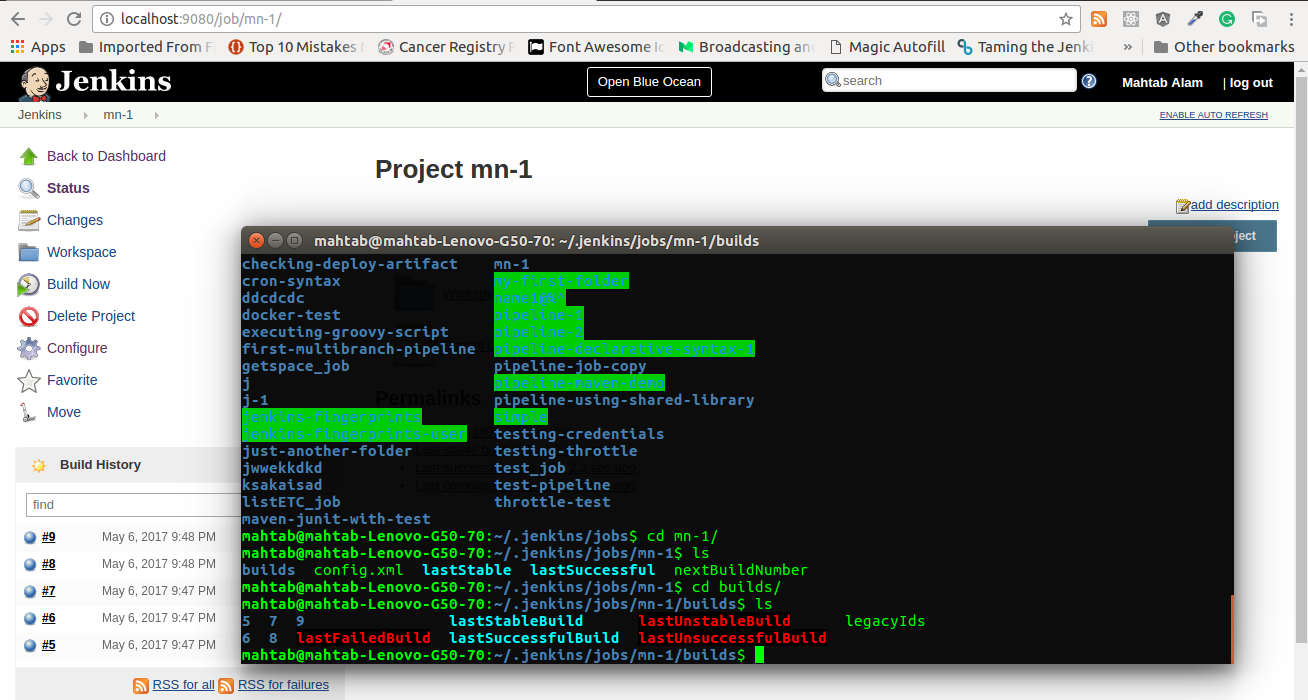 localhost:9080/job/mn-1/
Apps Imported From F Top 10 Mistakes Cancer Registry Font Awesome Ic Broadcasting and Magic Autofill Taming the Jenki » Other bookmarks
Jenkins Open Blue Ocean search Mahtab Alam | log out
Jenkins mn-1 ENABLE AUTO REFRESH
Back to Dashboard
Status
Changes
Workspace
Build Now
Delete Project
Configure
Favorite
Move
Project mn-1
add description
ject
Build History
find
#9 May 6, 2017 9:48 PM
#8 May 6, 2017 9:48 PM
#7 May 6, 2017 9:47 PM
#6 May 6, 2017 9:47 PM
#5 May 6, 2017 9:47 PM
RSS for all RSS for failures
mahtab@mahtab-Lenovo-G50-70: ~/.jenkins/jobs/mn-1/builds
checking-deploy-artifact mn-1
cron-syntax my-first-folder
ddcdcdc
docker-test pipeline-1
executing-groovy-script pipeline-2
first-multibranch-pipeline pipeline-declarative-syntax-1
getspace_job pipeline-job-copy
j pipeline-maven-demo
j-1 pipeline-using-shared-library
jenkins-fingerprints simple
jenkins-fingerprints-user testing-credentials
just-another-folder testing-throttle
jwwekkdkd test_job
ksakaisad test-pipeline
listETC_job throttle-test
maven-junit-with-test
mahtab@mahtab-Lenovo-G50-70:~/.jenkins/jobs$ cd mn-1/
mahtab@mahtab-Lenovo-G50-70:~/.jenkins/jobs/mn-1$ ls
builds config.xml lastStable lastSuccessful nextBuildNumber
mahtab@mahtab-Lenovo-G50-70:~/.jenkins/jobs/mn-1$ cd builds/
mahtab@mahtab-Lenovo-G50-70:~/.jenkins/jobs/mn-1/builds$ ls
5 7 9 lastStableBuild lastUnstableBuild legacyIds
6 8 lastFailedBuild lastSuccessfulBuild lastUnsuccessfulBuild
mahtab@mahtab-Lenovo-G50-70:~/.jenkins/jobs/mn-1/builds$
Permalinks